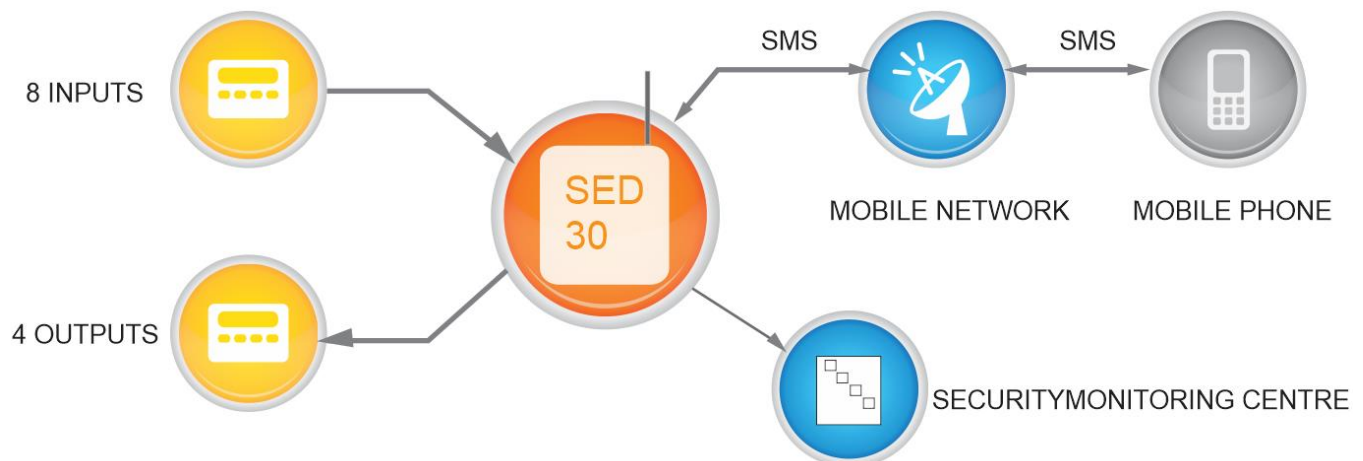 SMS
SMS
8 INPUTS
SED
30
MOBILE NETWORK
MOBILE PHONE
4 OUTPUTS
SECURITYMONITORING CENTRE